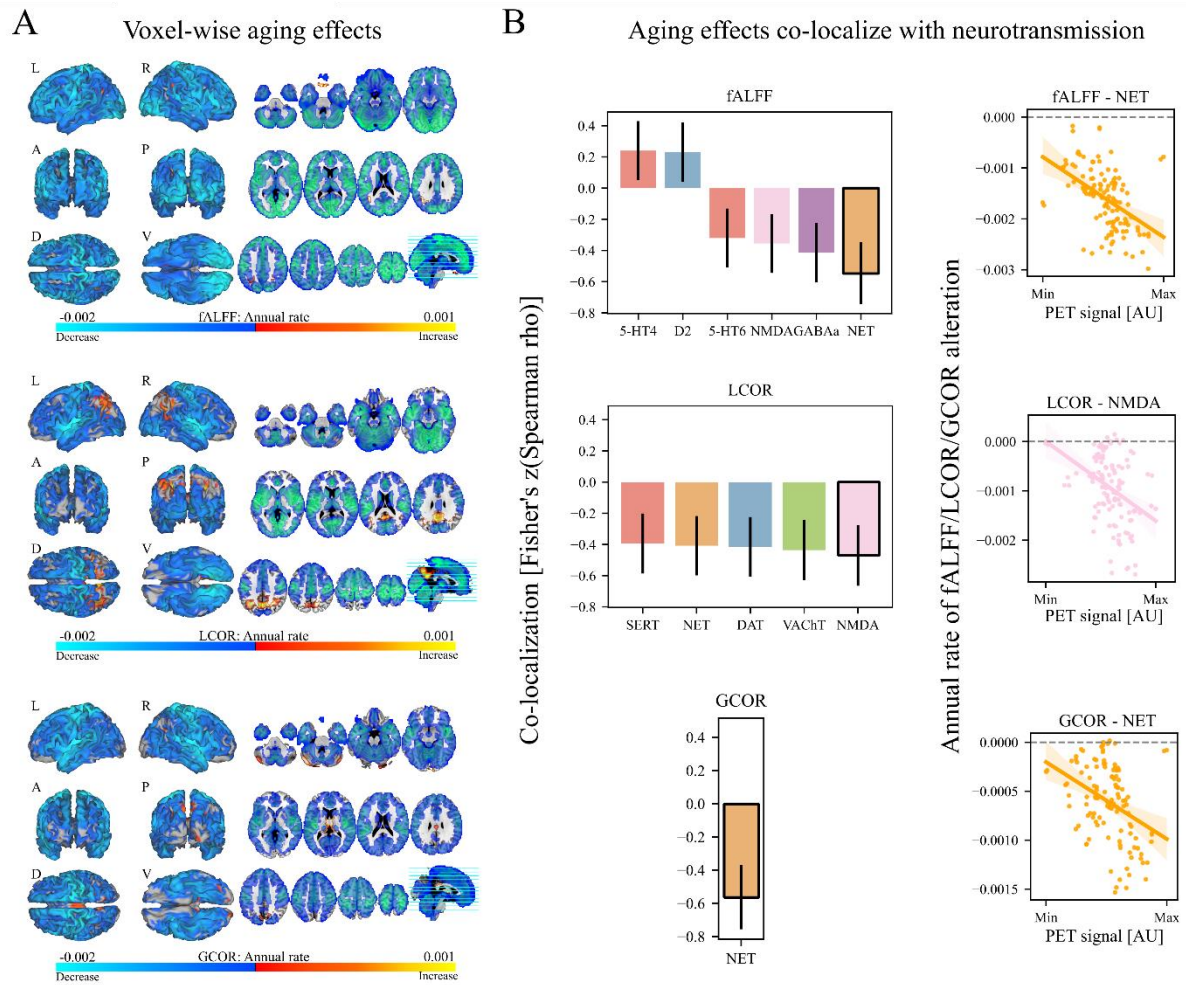 A
Voxel-wise aging effects
L
R
A
P
D
V
-0.002
fALFF: Annual rate
0.001
Decrease
Increase
L
R
A
P
D
V
-0.002
LCOR: Annual rate
0.001
Decrease
Increase
L
R
A
P
D
V
-0.002
GCOR: Annual rate
0.001
Decrease
Increase
B
Aging effects co-localize with neurotransmission
Co-localization [Fisher's z(Spearman rho)]
fALFF
0.4
0.2
0.0
−0.2
−0.4
−0.6
−0.8
5-HT4 D2 5-HT6 NMDA GABAa NET
LCOR
0.4
0.2
0.0
−0.2
−0.4
−0.6
−0.8
SERT NET DAT VAChT NMDA
GCOR
0.4
0.2
0.0
−0.2
−0.4
−0.6
−0.8
NET
Annual rate of fALFF/LCOR/GCOR alteration
fALFF - NET
0.000
−0.001
−0.002
−0.003
Min Max
PET signal [AU]
LCOR - NMDA
0.000
−0.001
−0.002
Min Max
PET signal [AU]
GCOR - NET
0.0000
−0.0005
−0.0010
−0.0015
Min Max
PET signal [AU]